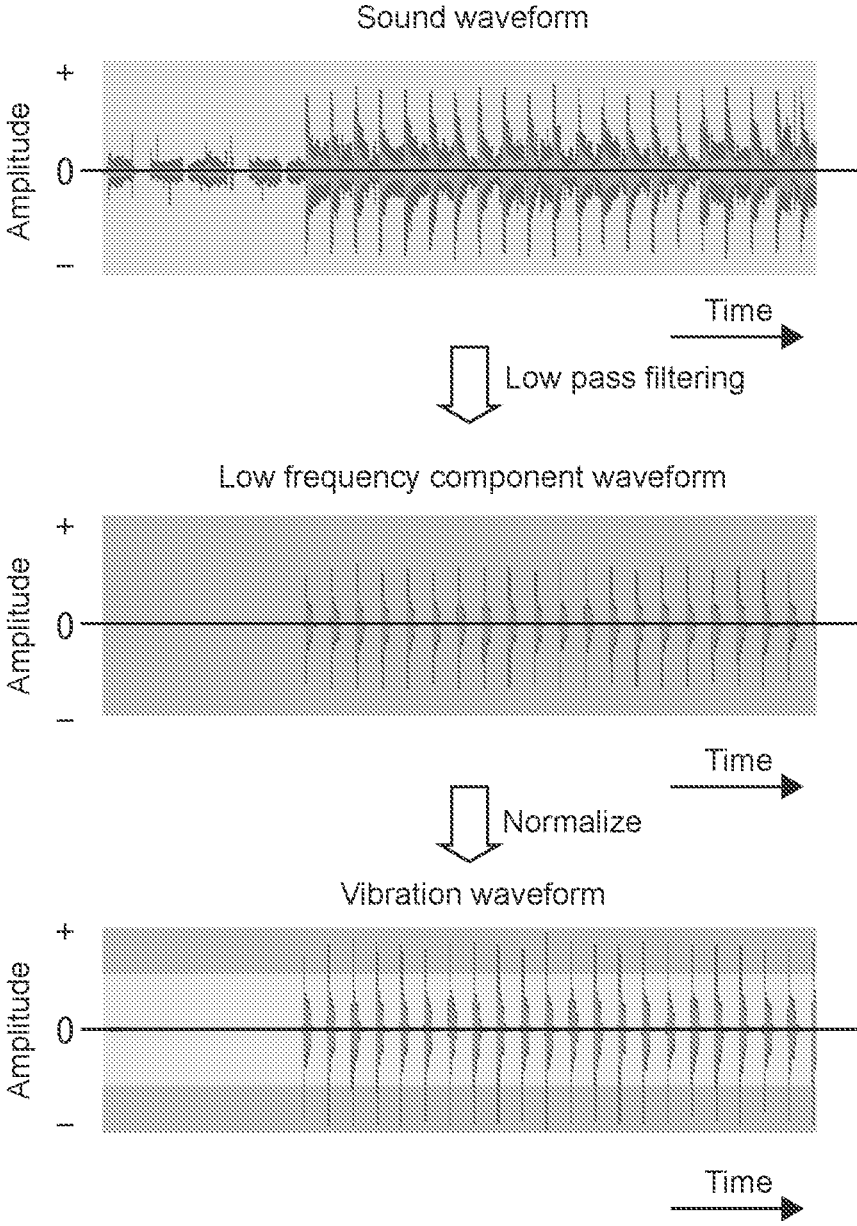 Sound waveform
+
Amplitude
0
−
Time
Low pass filtering
Low frequency component waveform
+
Amplitude
0
−
Time
Normalize
Vibration waveform
+
Amplitude
0
−
Time